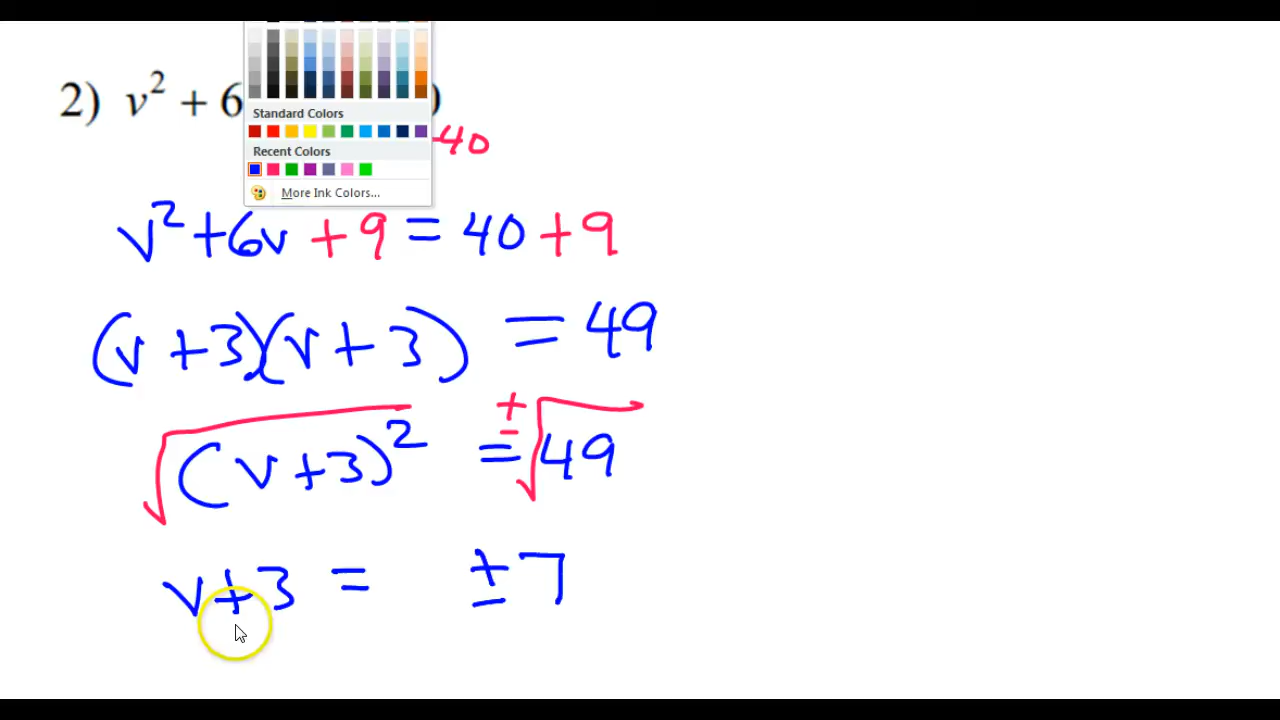 2) v² + 6
Standard Colors
-40
Recent Colors
More Ink Colors...
v² + 6v + 9 = 40 + 9
(v + 3)(v + 3) = 49
√(v + 3)² = ±√49
v + 3 = ± 7